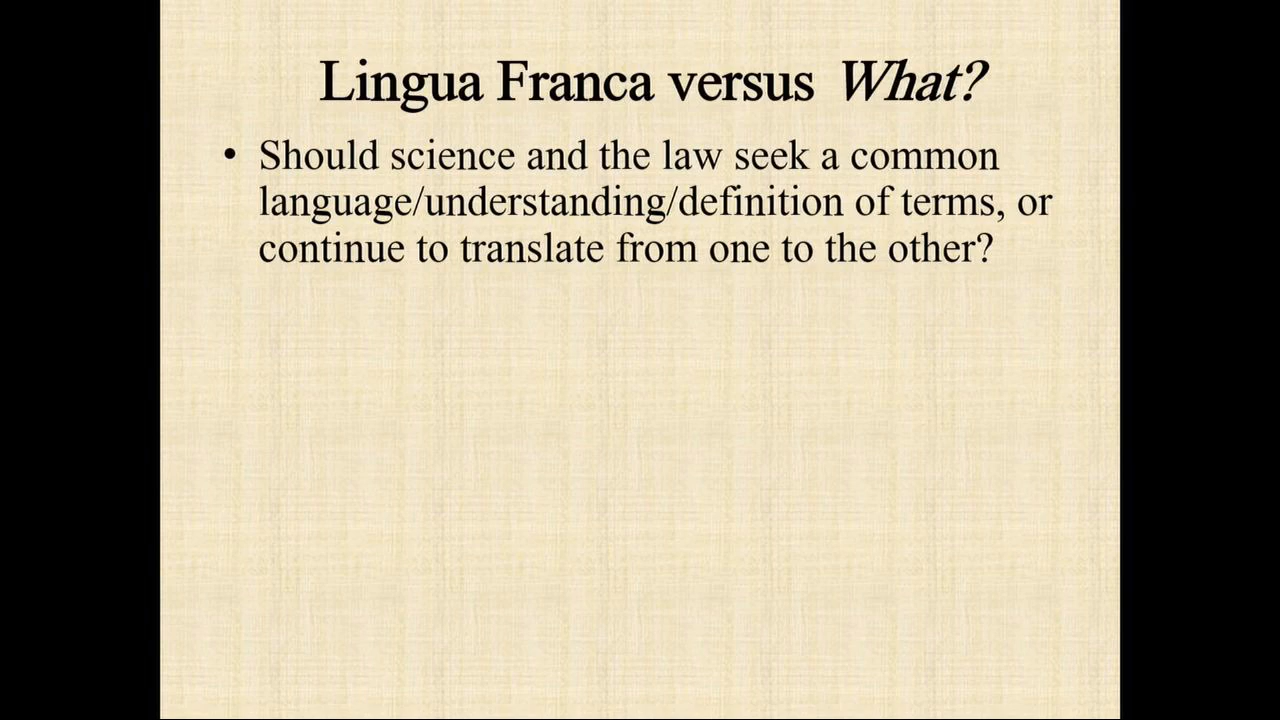 Lingua Franca versus What?
• Should science and the law seek a common
language/understanding/definition of terms, or
continue to translate from one to the other?